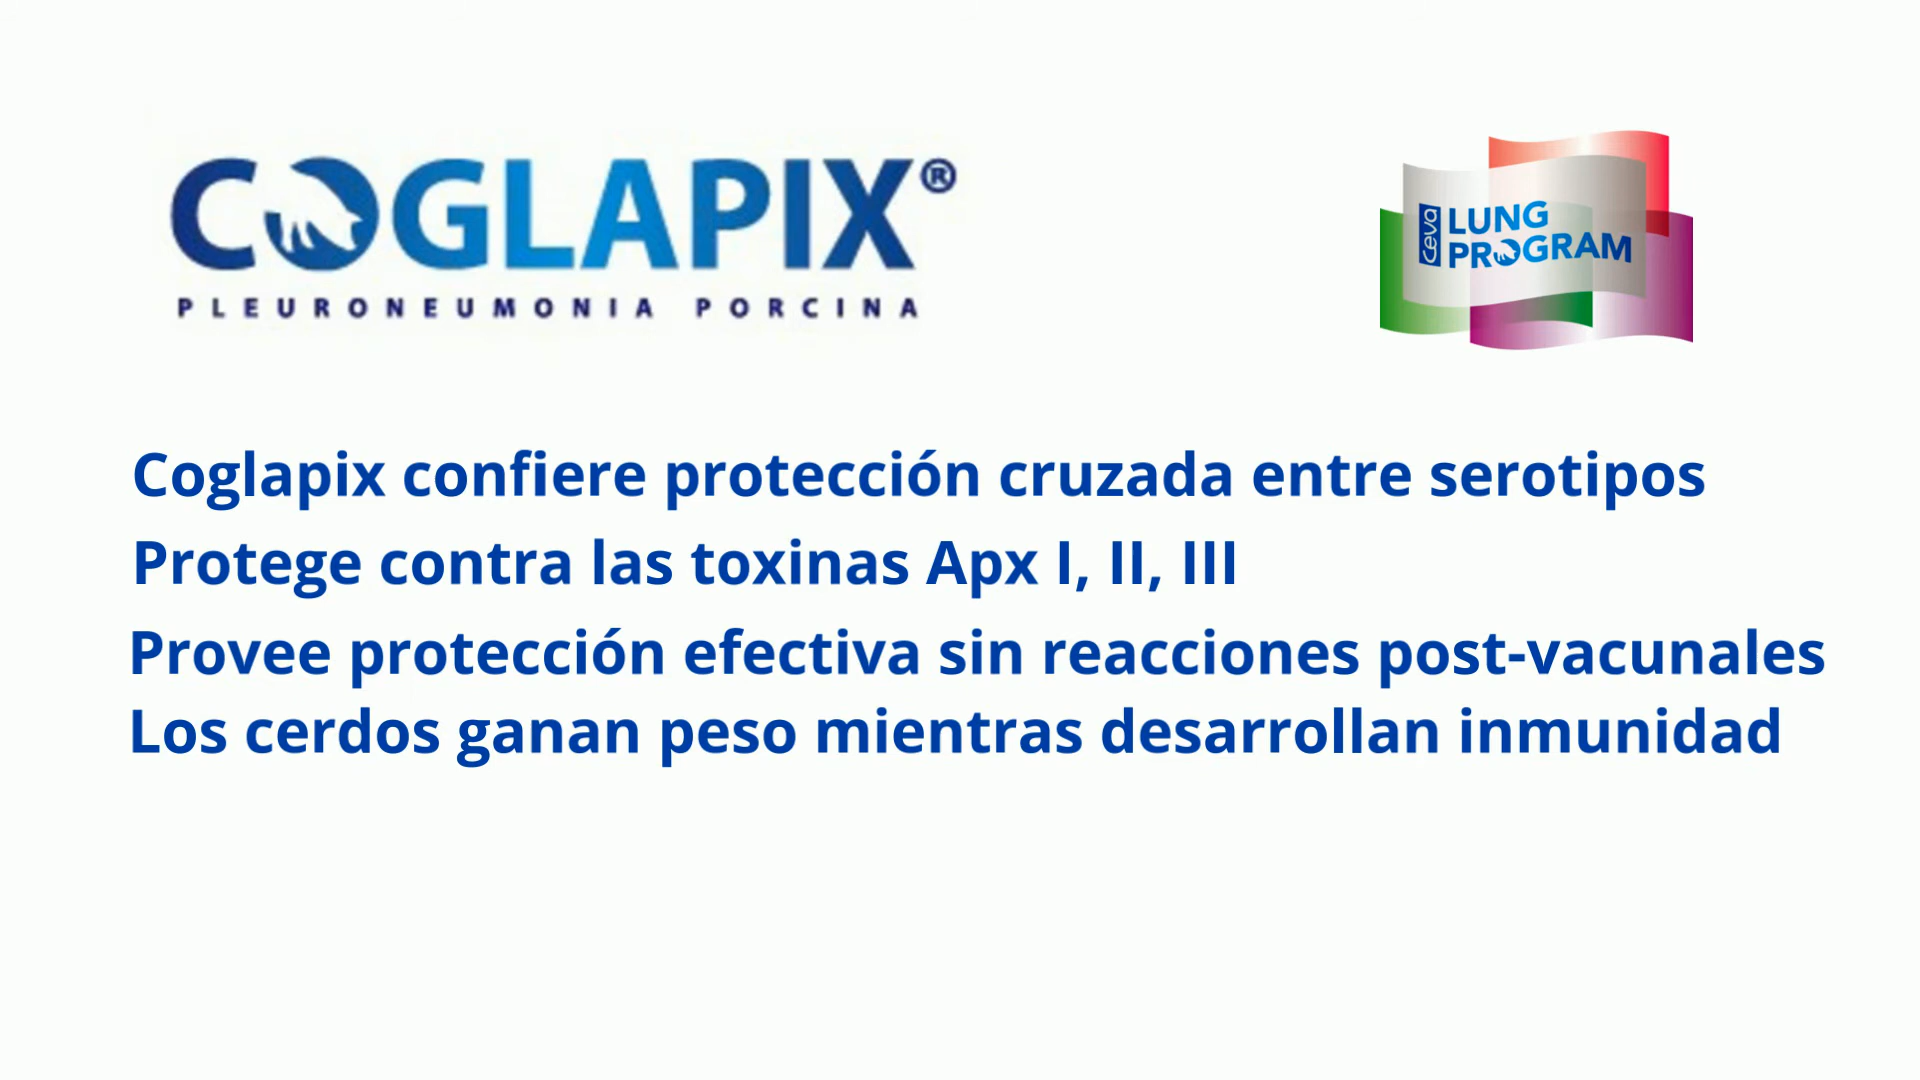 COGLAPIX®
PLEURONEUMONIA PORCINA
ceva
LUNG
PROGRAM
Coglapix confiere protección cruzada entre serotipos
Protege contra las toxinas Apx I, II, III
Provee protección efectiva sin reacciones post-vacunales
Los cerdos ganan peso mientras desarrollan inmunidad